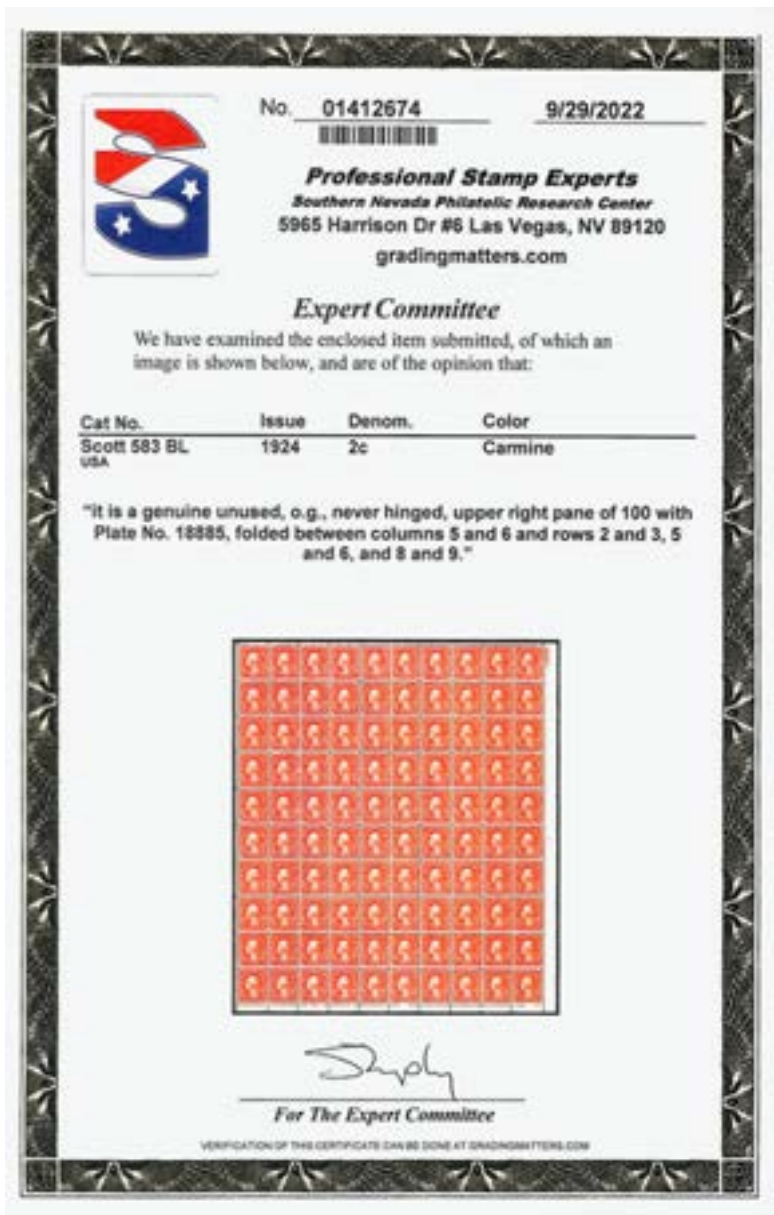 No. 01412674 9/29/2022
Professional Stamp Experts
Southern Nevada Philatelic Research Center
5965 Harrison Dr #6 Las Vegas, NV 89120
gradingmatters.com
Expert Committee
We have examined the enclosed item submitted, of which an
image is shown below, and are of the opinion that:
Cat No. Issue Denom. Color
Scott 583 BL 1924 2c Carmine
USA
"it is a genuine unused, o.g., never hinged, upper right pane of 100 with
Plate No. 18885, folded between columns 5 and 6 and rows 2 and 3, 5
and 6, and 8 and 9."
For The Expert Committee
VERIFICATION OF THIS CERTIFICATE CAN BE DONE AT GRADINGMATTERS.COM